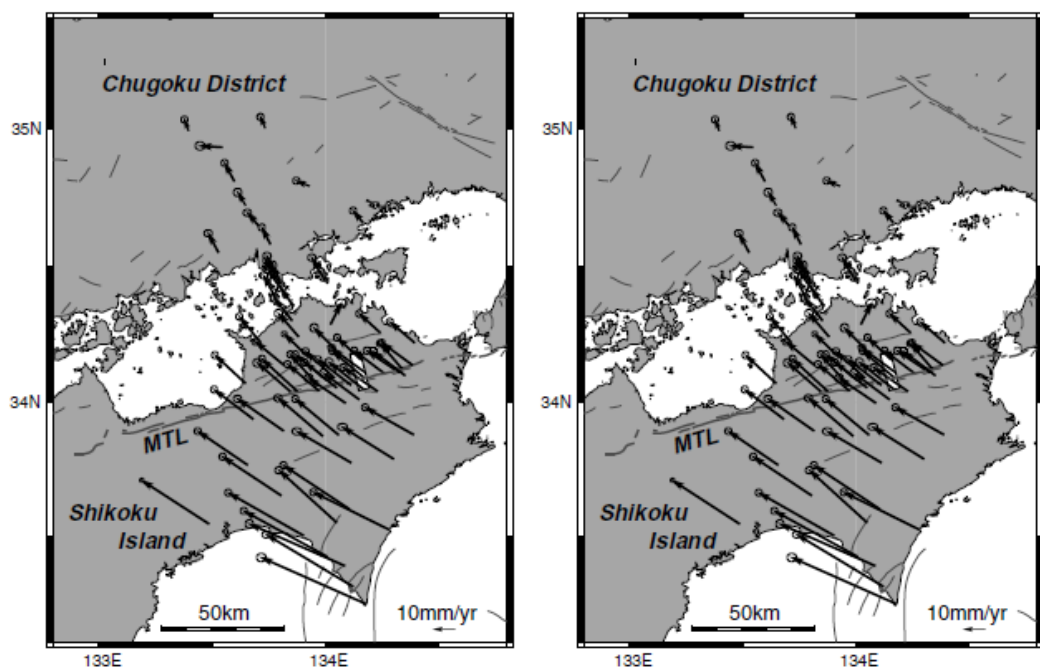 Chugoku District
35N
34N
MTL
Shikoku
Island
50km
10mm/yr
133E
134E
Chugoku District
35N
34N
MTL
Shikoku
Island
50km
10mm/yr
133E
134E